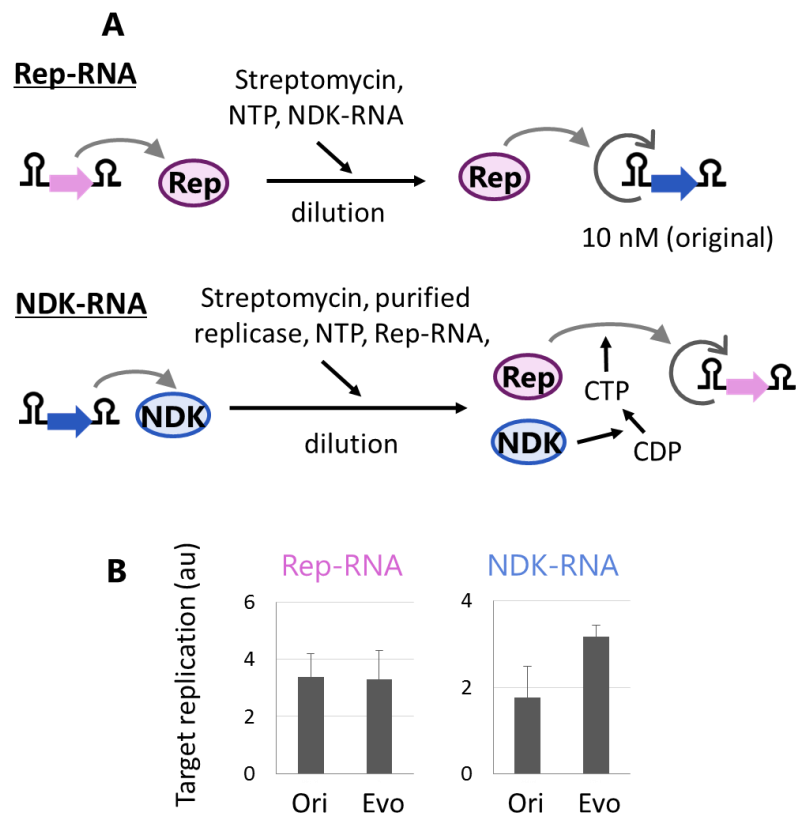 A
Rep-RNA
Streptomycin,
NTP, NDK-RNA
Rep
dilution
Rep
10 nM (original)
NDK-RNA
Streptomycin, purified
replicase, NTP, Rep-RNA,
NDK
dilution
Rep
NDK
CTP
CDP
B
Target replication (au)
Rep-RNA
6
4
2
0
Ori Evo
NDK-RNA
4
2
0
Ori Evo